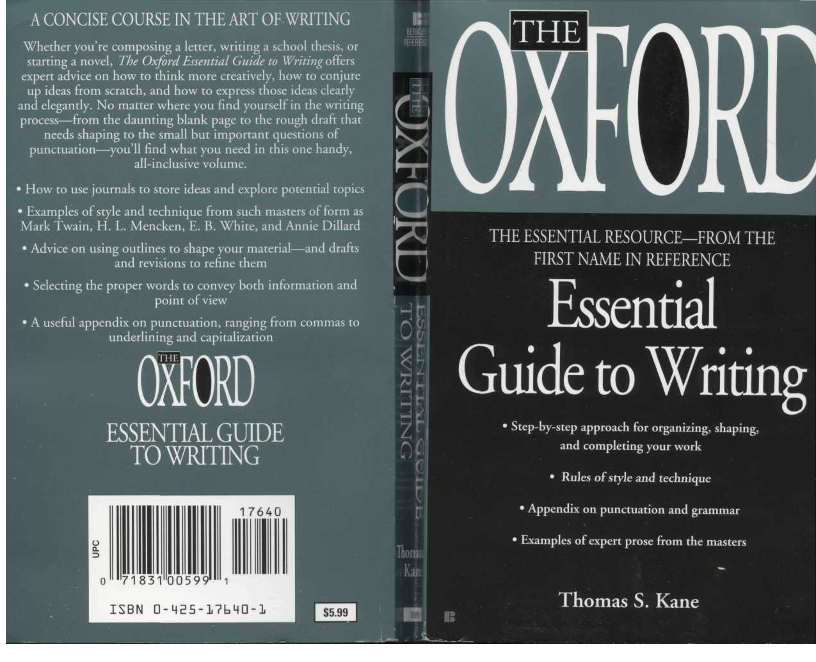 A CONCISE COURSE IN THE ART OF WRITING
Whether you're composing a letter, writing a school thesis, or
starting a novel, The Oxford Essential Guide to Writing offers
expert advice on how to think more creatively, how to conjure
up ideas from scratch, and how to express those ideas clearly
and elegantly. No matter where you find yourself in the writing
process—from the daunting blank page to the rough draft that
needs shaping to the small but important questions of
punctuation—you'll find what you need in this one handy,
all-inclusive volume.
• How to use journals to store ideas and explore potential topics
• Examples of style and technique from such masters of form as
Mark Twain, H. L. Mencken, E. B. White, and Annie Dillard
• Advice on using outlines to shape your material—and drafts
and revisions to refine them
• Selecting the proper words to convey both information and
point of view
• A useful appendix on punctuation, ranging from commas to
underlining and capitalization
THE
OXFORD
ESSENTIAL GUIDE
TO WRITING
UPC
17640
0 71831 00599 1
ISBN 0-425-17640-1
$5.99
B
THE
OXFORD
ESSENTIAL GUIDE
TO WRITING
Thomas
Kane
THE
OXFORD
THE ESSENTIAL RESOURCE—FROM THE
FIRST NAME IN REFERENCE
Essential
Guide to Writing
• Step-by-step approach for organizing, shaping,
and completing your work
• Rules of style and technique
• Appendix on punctuation and grammar
• Examples of expert prose from the masters
Thomas S. Kane
B